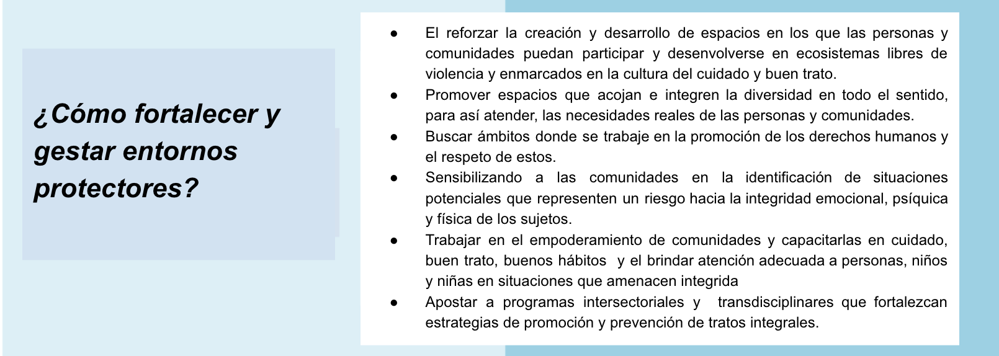 ¿Cómo fortalecer y
gestar entornos
protectores?
● El reforzar la creación y desarrollo de espacios en los que las personas y
comunidades puedan participar y desenvolverse en ecosistemas libres de
violencia y enmarcados en la cultura del cuidado y buen trato.
● Promover espacios que acojan e integren la diversidad en todo el sentido,
para así atender, las necesidades reales de las personas y comunidades.
● Buscar ámbitos donde se trabaje en la promoción de los derechos humanos y
el respeto de estos.
● Sensibilizando a las comunidades en la identificación de situaciones
potenciales que representen un riesgo hacia la integridad emocional, psíquica
y física de los sujetos.
● Trabajar en el empoderamiento de comunidades y capacitarlas en cuidado,
buen trato, buenos hábitos  y el brindar atención adecuada a personas, niños
y niñas en situaciones que amenacen integrida
● Apostar a programas intersectoriales y  transdisciplinares que fortalezcan
estrategias de promoción y prevención de tratos integrales.